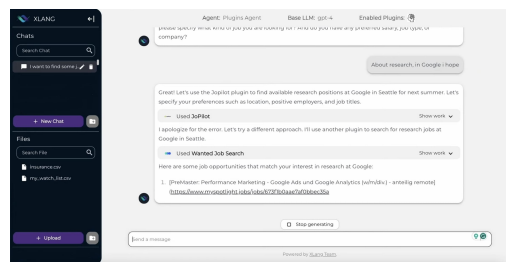 XLANG
Agent: Plugins Agent
Base LLM: gpt-4
Enabled Plugins:
Chats
Search Chat
I want to find some j
+ New Chat
Files
Search File
insurance.csv
my_watch_list.csv
+ Upload
please specify what kind of job you are looking for? And do you have any preferred salary, job type, or
company?
About research, in Google i hope
Great! Let's use the Jopilot plugin to find available research positions at Google in Seattle for next summer. Let's
specify your preferences such as location, positive employers, and job titles.
Used JoPilot
Show work
I apologize for the error. Let's try a different approach. I'll use another plugin to search for research jobs at
Google in Seattle.
Used Wanted Job Search
Show work
Here are some job opportunities that match your interest in research at Google:
1. [PreMaster: Performance Marketing - Google Ads und Google Analytics (w/m/div.) - anteilig remote]
(https://www.myspotlight.jobs/jobs/673f1b0aae7af0bbec35a
Stop generating
Send a message
Powered by XLang Team